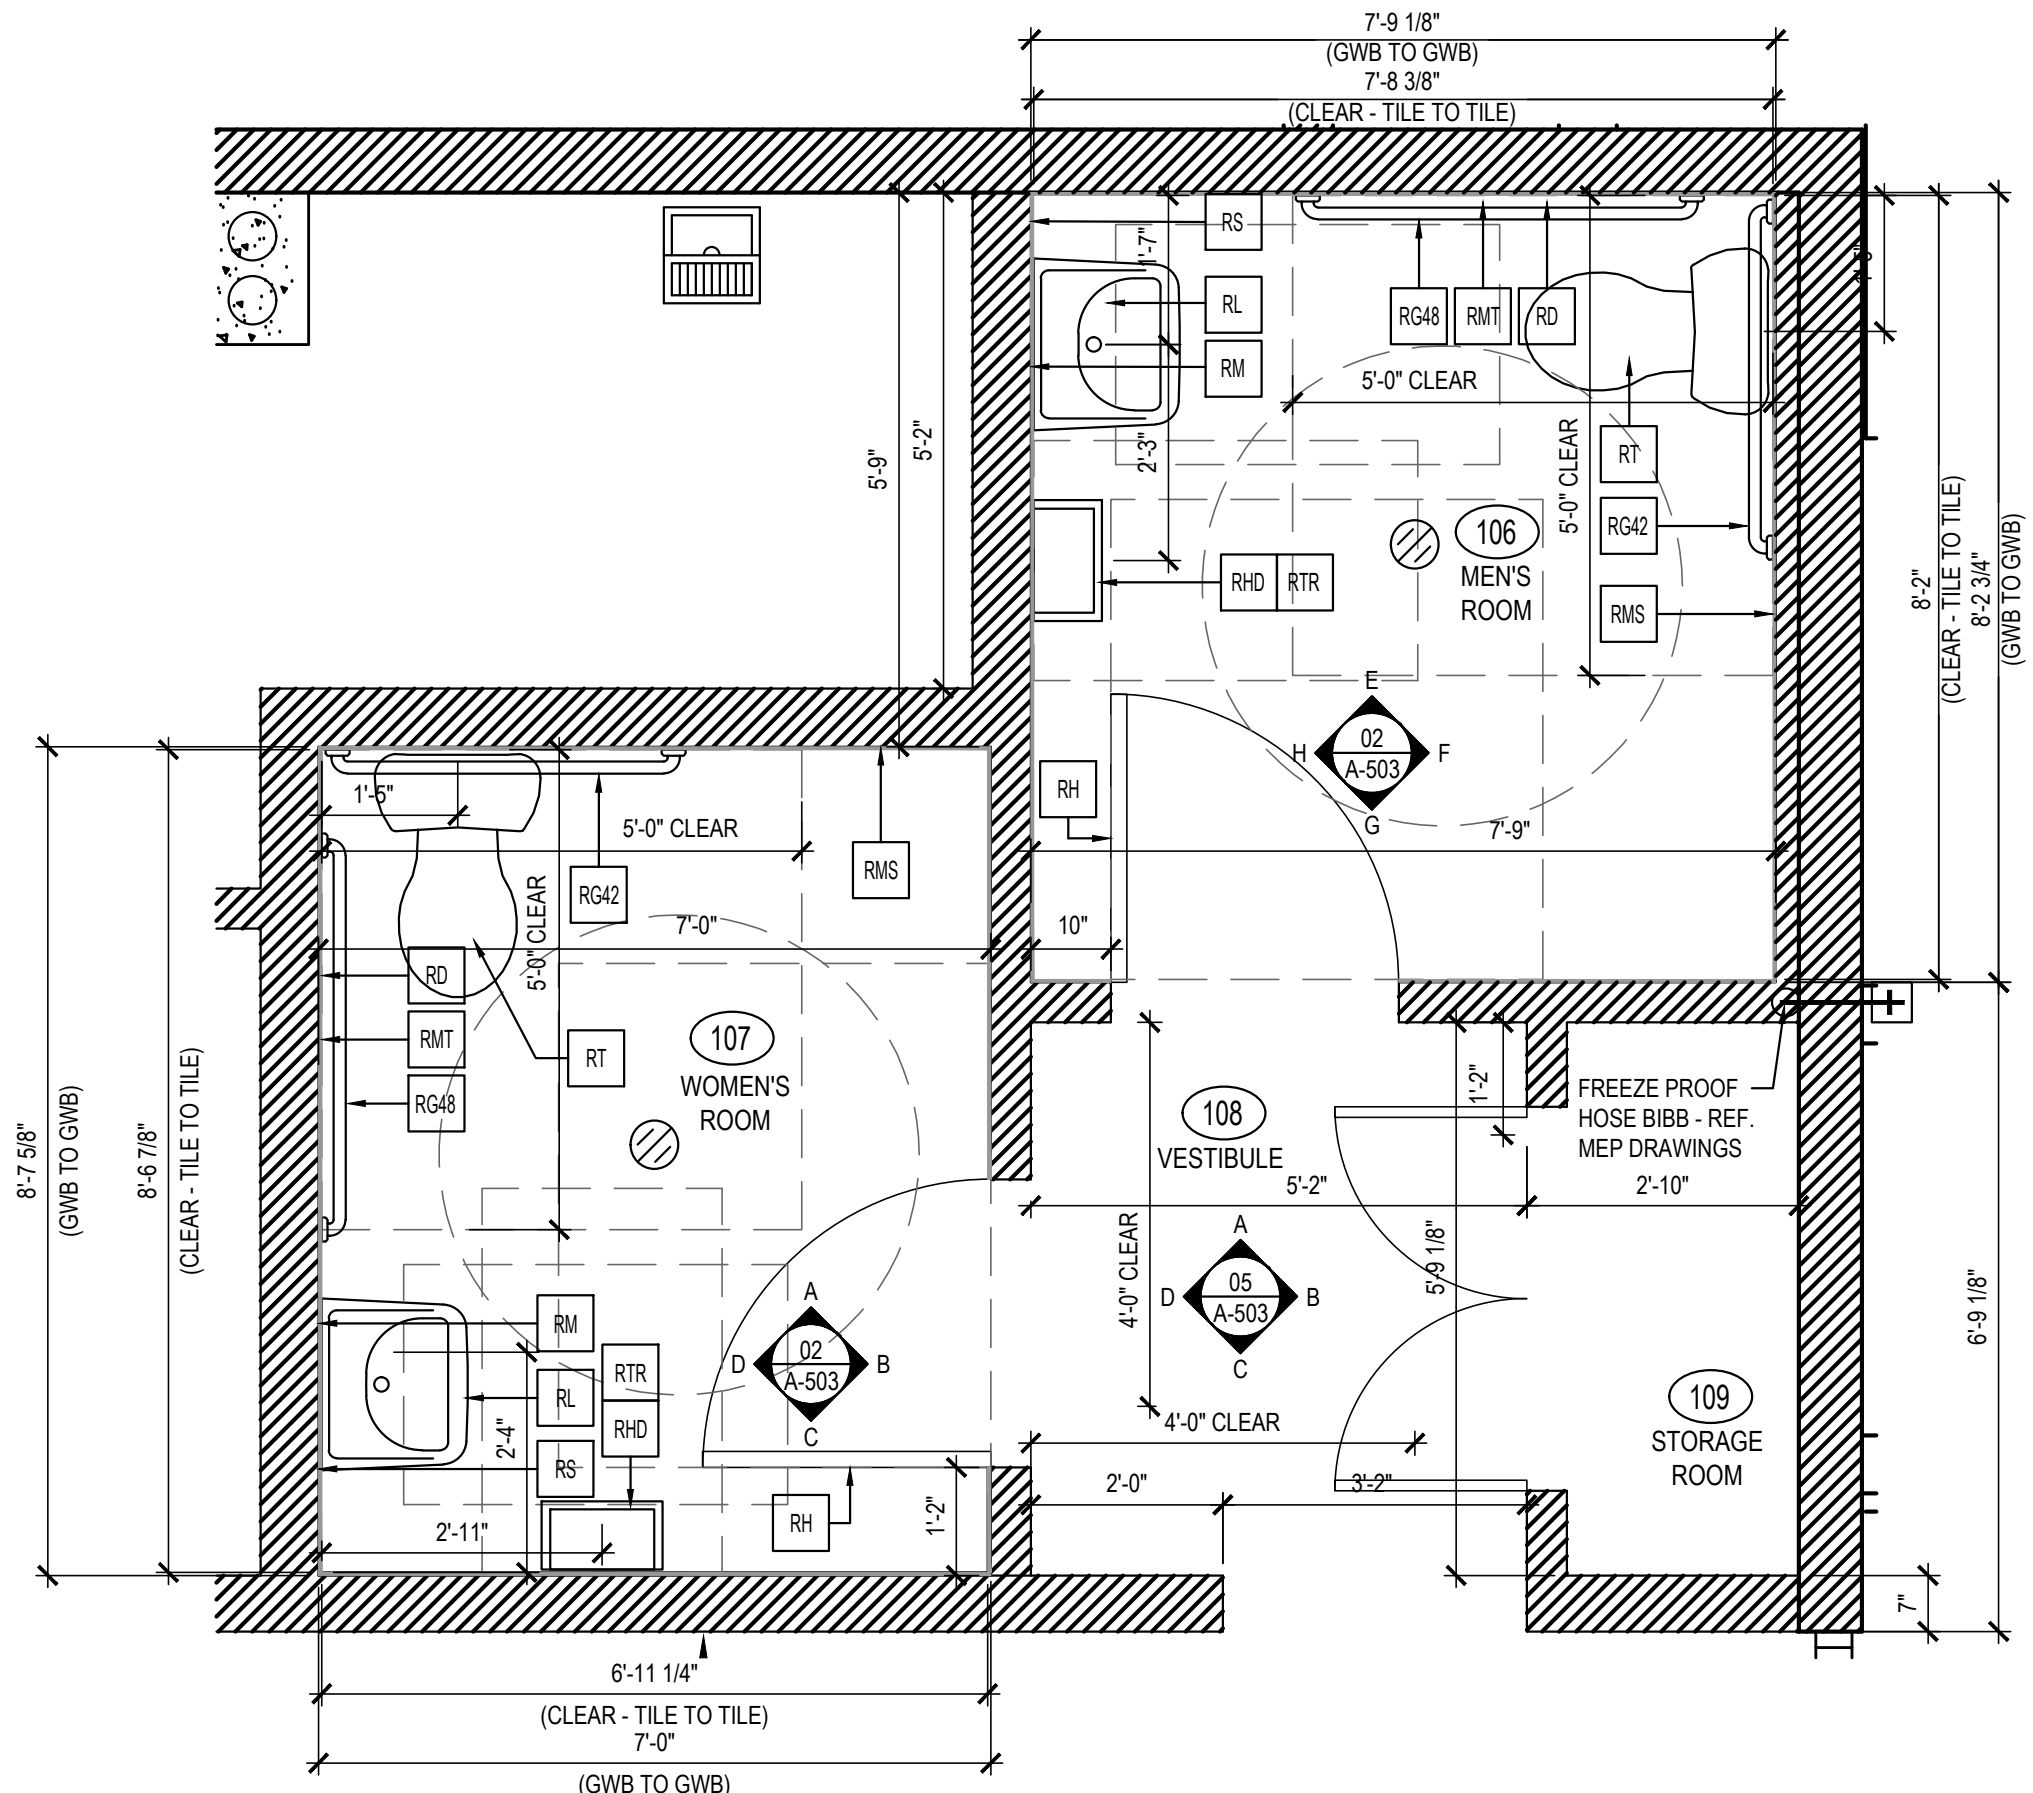 7'-9 1/8"
(GWB TO GWB)
7'-8 3/8"
(CLEAR - TILE TO TILE)
RS
1'-7"
RL
RG48
RMT
RD
RM
5'-0" CLEAR
5'-9"
5'-2"
2'-3"
5'-0" CLEAR
RT
RG42
106
MEN'S
ROOM
RHD
RTR
RMS
8'-2"
(CLEAR - TILE TO TILE)
8'-2 3/4"
(GWB TO GWB)
E
H
02
A-503
F
G
RH
7'-9"
10"
1'-5"
5'-0" CLEAR
RG42
RMS
5'-0" CLEAR
7'-0"
RD
RMT
RG48
RT
107
WOMEN'S
ROOM
8'-7 5/8"
(GWB TO GWB)
8'-6 7/8"
(CLEAR - TILE TO TILE)
108
VESTIBULE
1'-2"
FREEZE PROOF
HOSE BIBB - REF.
MEP DRAWINGS
5'-2"
2'-10"
4'-0" CLEAR
5'-9 1/8"
A
D
05
A-503
B
C
6'-9 1/8"
A
D
02
A-503
B
C
RM
RTR
RL
RHD
RS
2'-4"
2'-11"
RH
1'-2"
4'-0" CLEAR
2'-0"
3'-2"
109
STORAGE
ROOM
7"
6'-11 1/4"
(CLEAR - TILE TO TILE)
7'-0"
(GWB TO GWB)